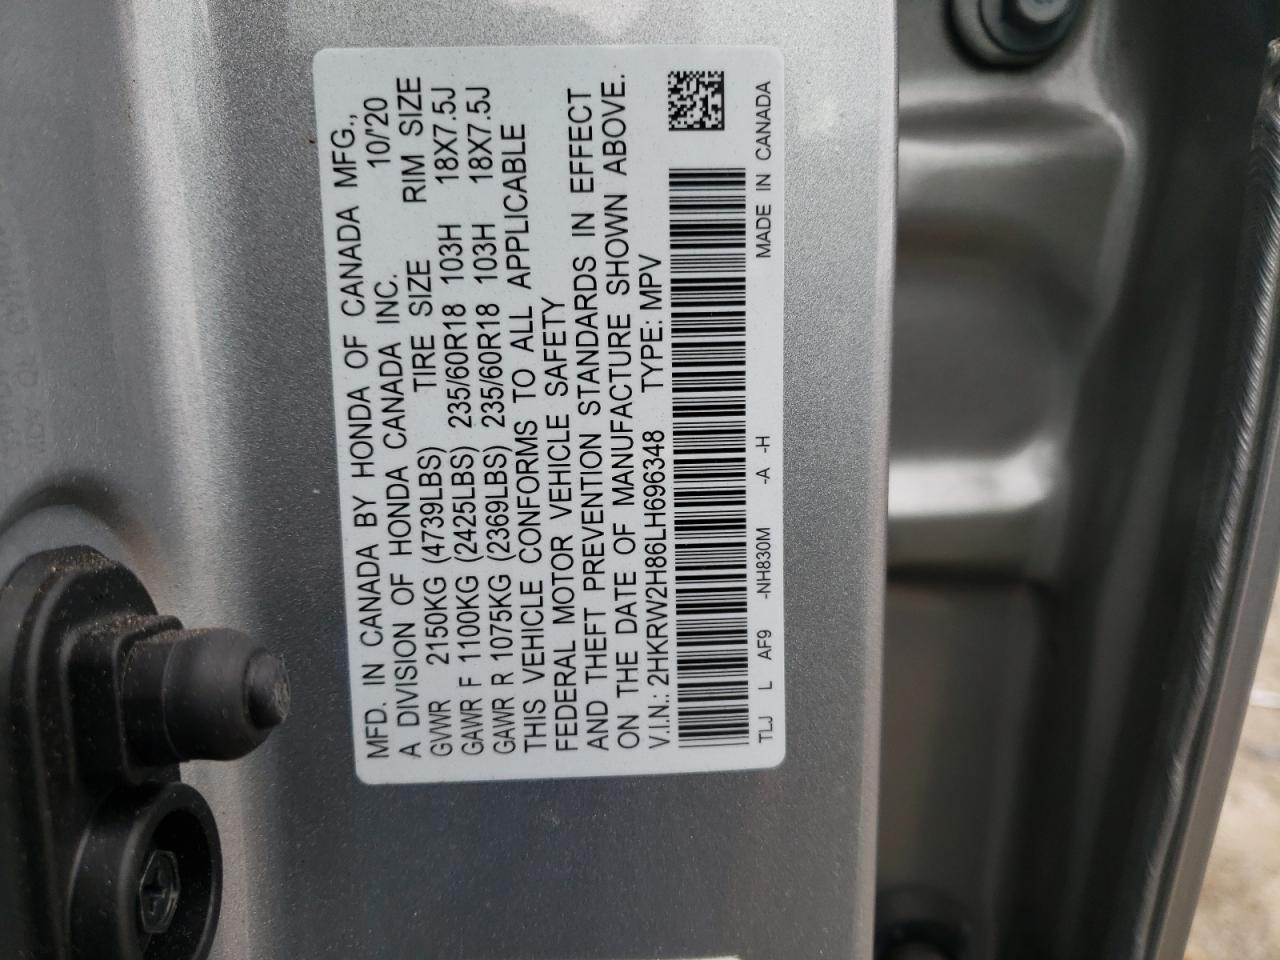 MFD. IN CANADA BY HONDA OF CANADA MFG.,
A DIVISION OF HONDA CANADA INC. 10/'20
TIRE SIZE RIM SIZE
GVWR 2150KG (4739LBS)
GAWR F 1100KG (2425LBS) 235/60R18 103H 18X7.5J
GAWR R 1075KG (2369LBS) 235/60R18 103H 18X7.5J
THIS VEHICLE CONFORMS TO ALL APPLICABLE
FEDERAL MOTOR VEHICLE SAFETY
AND THEFT PREVENTION STANDARDS IN EFFECT
ON THE DATE OF MANUFACTURE SHOWN ABOVE.
V.I.N.: 2HKRW2H86LH696348 TYPE: MPV
TLJ L AF9 -NH830M -A -H MADE IN CANADA